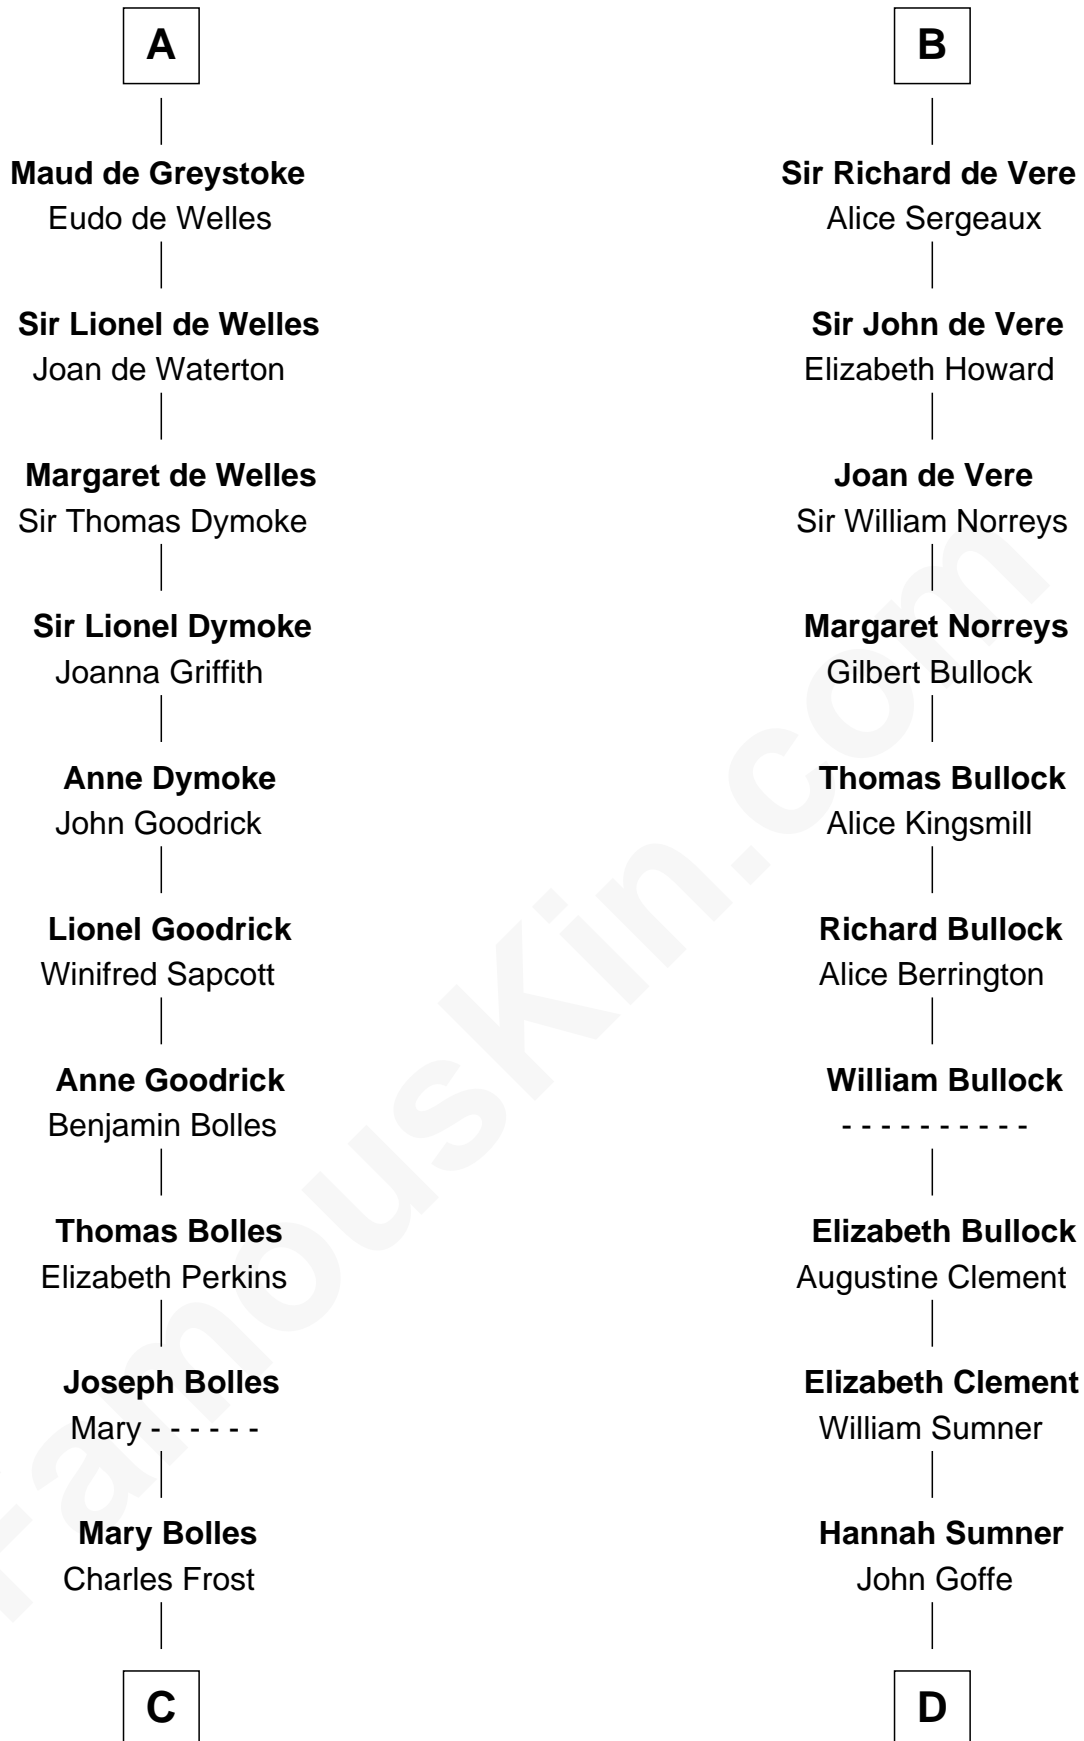 A
Maud de Greystoke
Eudo de Welles
Sir Lionel de Welles
Joan de Waterton
Margaret de Welles
Sir Thomas Dymoke
Sir Lionel Dymoke
Joanna Griffith
Anne Dymoke
John Goodrick
Lionel Goodrick
Winifred Sapcott
Anne Goodrick
Benjamin Bolles
Thomas Bolles
Elizabeth Perkins
Joseph Bolles
Mary - - - - - -
Mary Bolles
Charles Frost
C
B
Sir Richard de Vere
Alice Sergeaux
Sir John de Vere
Elizabeth Howard
Joan de Vere
Sir William Norreys
Margaret Norreys
Gilbert Bullock
Thomas Bullock
Alice Kingsmill
Richard Bullock
Alice Berrington
William Bullock
- - - - - - - - - -
Elizabeth Bullock
Augustine Clement
Elizabeth Clement
William Sumner
Hannah Sumner
John Goffe
D
FamousKin.com